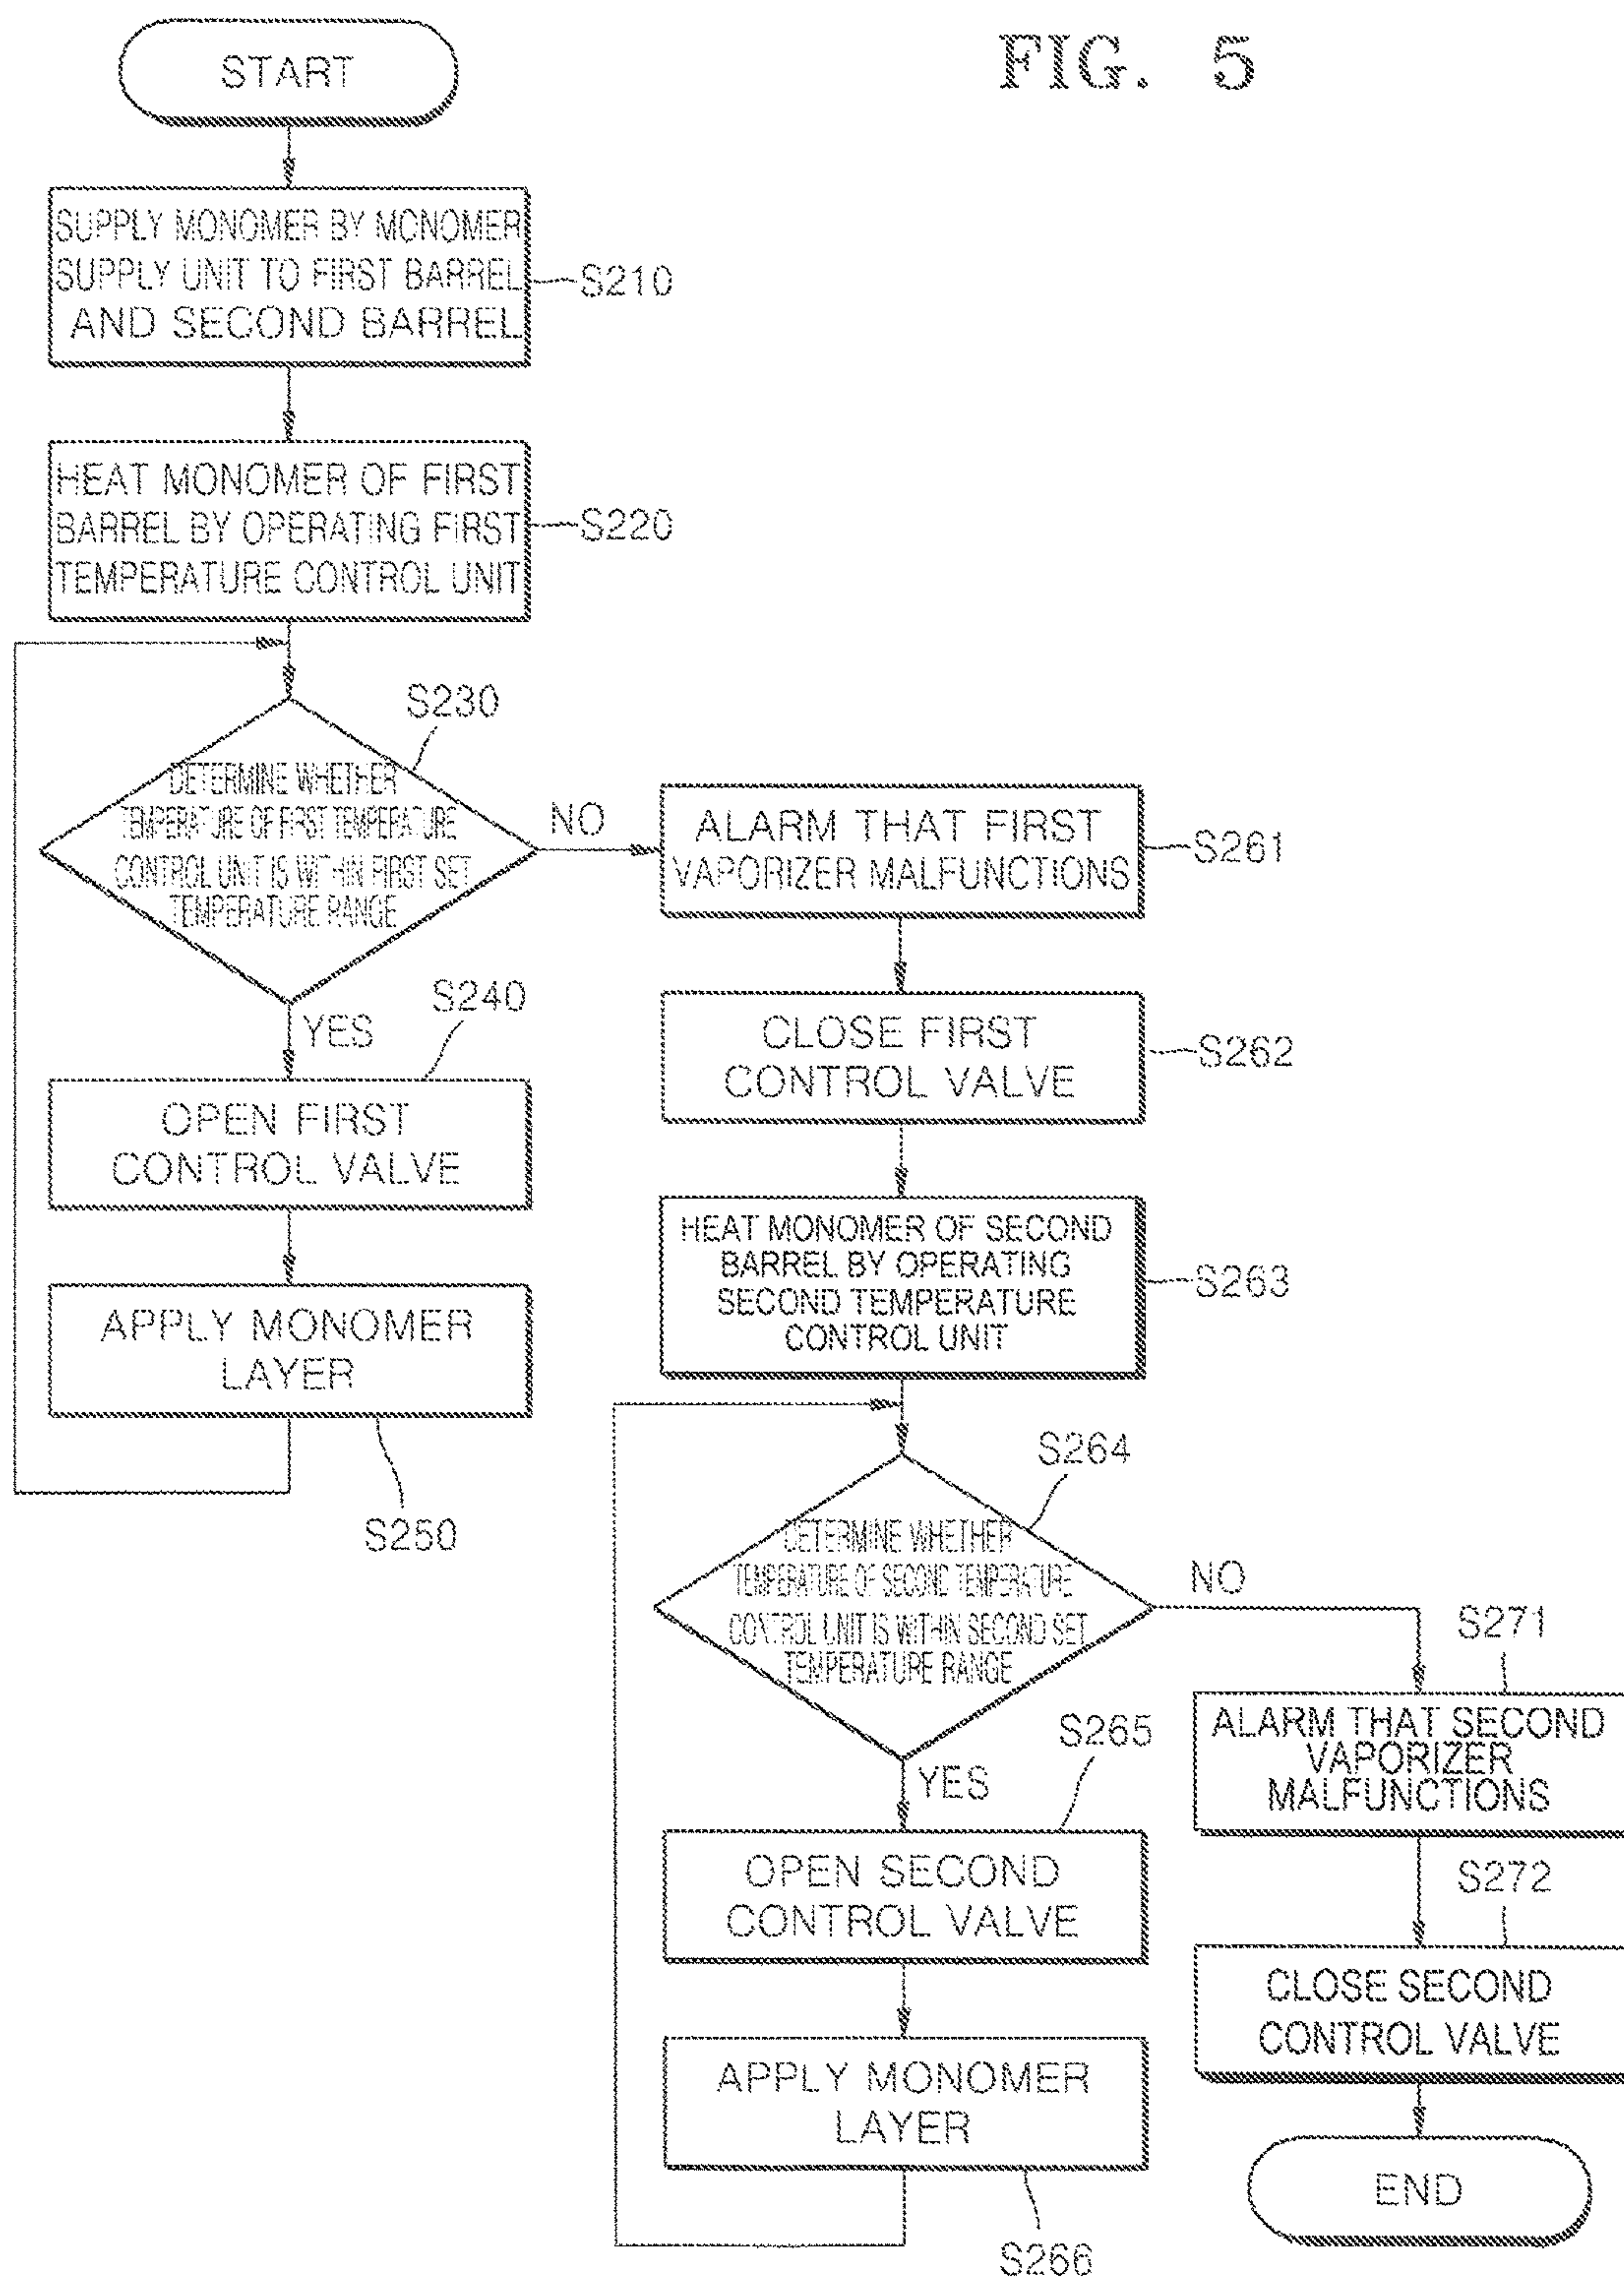 FIG. 5
START
SUPPLY MONOMER BY MONOMER
SUPPLY UNIT TO FIRST BARREL
AND SECOND BARREL
S210
HEAT MONOMER OF FIRST
BARREL BY OPERATING FIRST
TEMPERATURE CONTROL UNIT
S220
S230
DETERMINE WHETHER
TEMPERATURE OF FIRST TEMPERATURE
CONTROL UNIT IS WITHIN FIRST SET
TEMPERATURE RANGE
NO
YES
S240
OPEN FIRST
CONTROL VALVE
APPLY MONOMER
LAYER
S250
ALARM THAT FIRST
VAPORIZER MALFUNCTIONS
S261
CLOSE FIRST
CONTROL VALVE
S262
HEAT MONOMER OF SECOND
BARREL BY OPERATING
SECOND TEMPERATURE
CONTROL UNIT
S263
S264
DETERMINE WHETHER
TEMPERATURE OF SECOND TEMPERATURE
CONTROL UNIT IS WITHIN SECOND SET
TEMPERATURE RANGE
NO
YES
S265
OPEN SECOND
CONTROL VALVE
APPLY MONOMER
LAYER
S266
S271
ALARM THAT SECOND
VAPORIZER
MALFUNCTIONS
S272
CLOSE SECOND
CONTROL VALVE
END